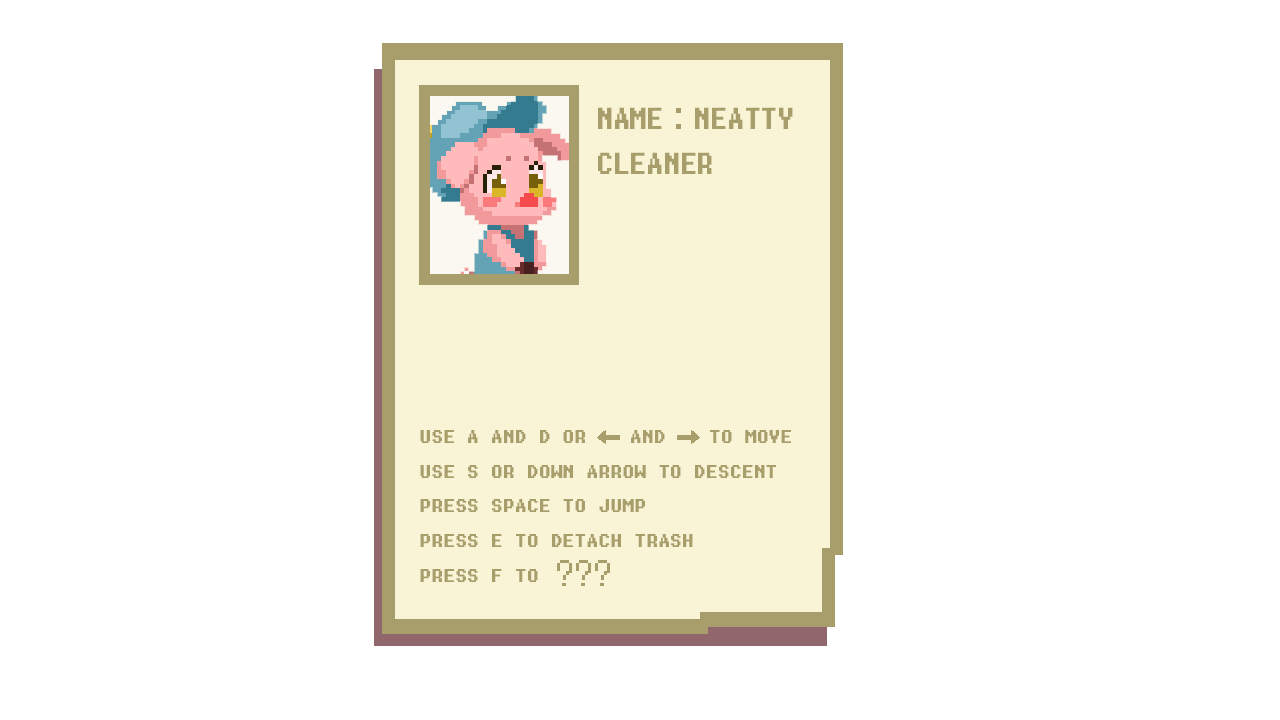 NAME : NEATTY
CLEANER
USE A AND D OR ← AND → TO MOVE
USE S OR DOWN ARROW TO DESCENT
PRESS SPACE TO JUMP
PRESS E TO DETACH TRASH
PRESS F TO ???